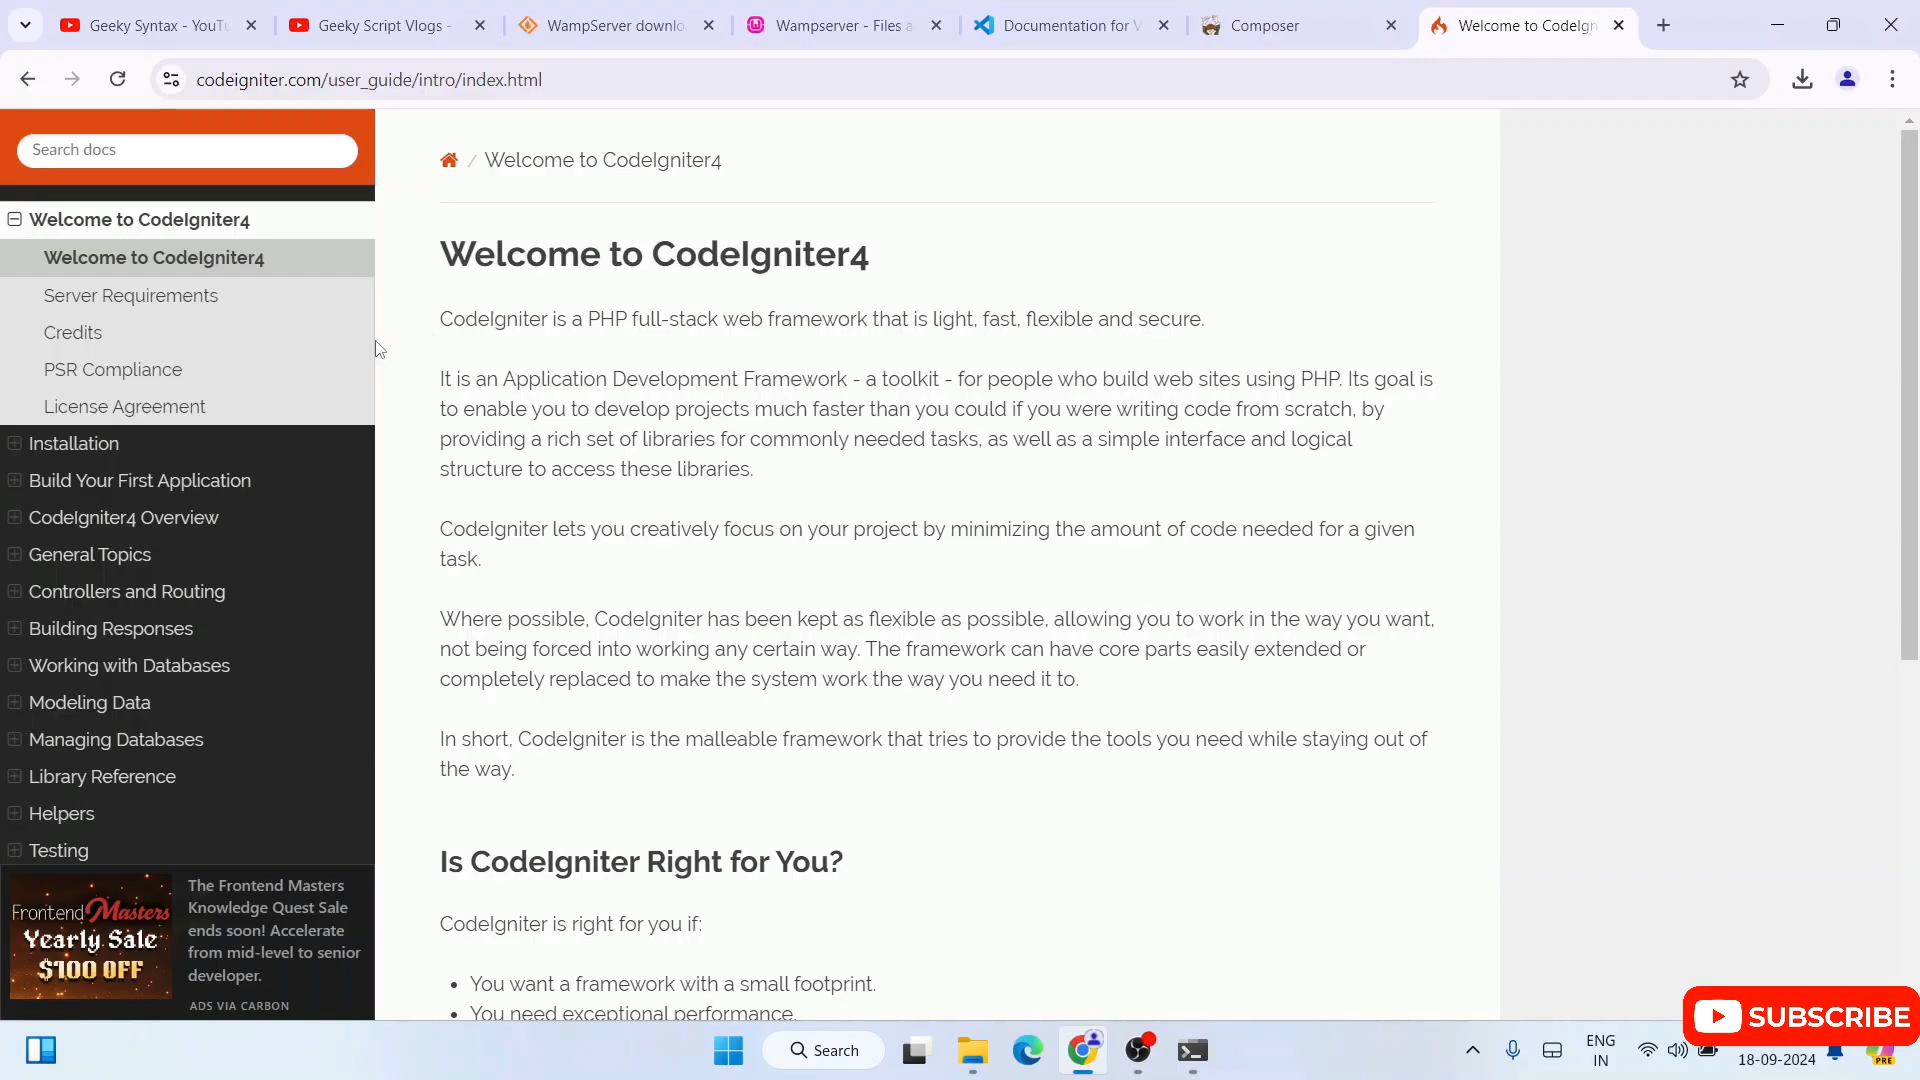 Geeky Syntax - YouTu
Geeky Script Vlogs -
WampServer downlo
Wampserver - Files a
Documentation for V
Composer
Welcome to CodeIgn
codeigniter.com/user_guide/intro/index.html
Search docs
Welcome to CodeIgniter4
Welcome to CodeIgniter4
Server Requirements
Credits
PSR Compliance
License Agreement
Installation
Build Your First Application
CodeIgniter4 Overview
General Topics
Controllers and Routing
Building Responses
Working with Databases
Modeling Data
Managing Databases
Library Reference
Helpers
Testing
Frontend Masters
Yearly Sale
$100 OFF
The Frontend Masters
Knowledge Quest Sale
ends soon! Accelerate
from mid-level to senior
developer.
ADS VIA CARBON
/ Welcome to CodeIgniter4
Welcome to CodeIgniter4
CodeIgniter is a PHP full-stack web framework that is light, fast, flexible and secure.
It is an Application Development Framework - a toolkit - for people who build web sites using PHP. Its goal is
to enable you to develop projects much faster than you could if you were writing code from scratch, by
providing a rich set of libraries for commonly needed tasks, as well as a simple interface and logical
structure to access these libraries.
CodeIgniter lets you creatively focus on your project by minimizing the amount of code needed for a given
task.
Where possible, CodeIgniter has been kept as flexible as possible, allowing you to work in the way you want,
not being forced into working any certain way. The framework can have core parts easily extended or
completely replaced to make the system work the way you need it to.
In short, CodeIgniter is the malleable framework that tries to provide the tools you need while staying out of
the way.
Is CodeIgniter Right for You?
CodeIgniter is right for you if:
• You want a framework with a small footprint.
• You need exceptional performance.
SUBSCRIBE
Search
ENG
IN
18-09-2024
PRE